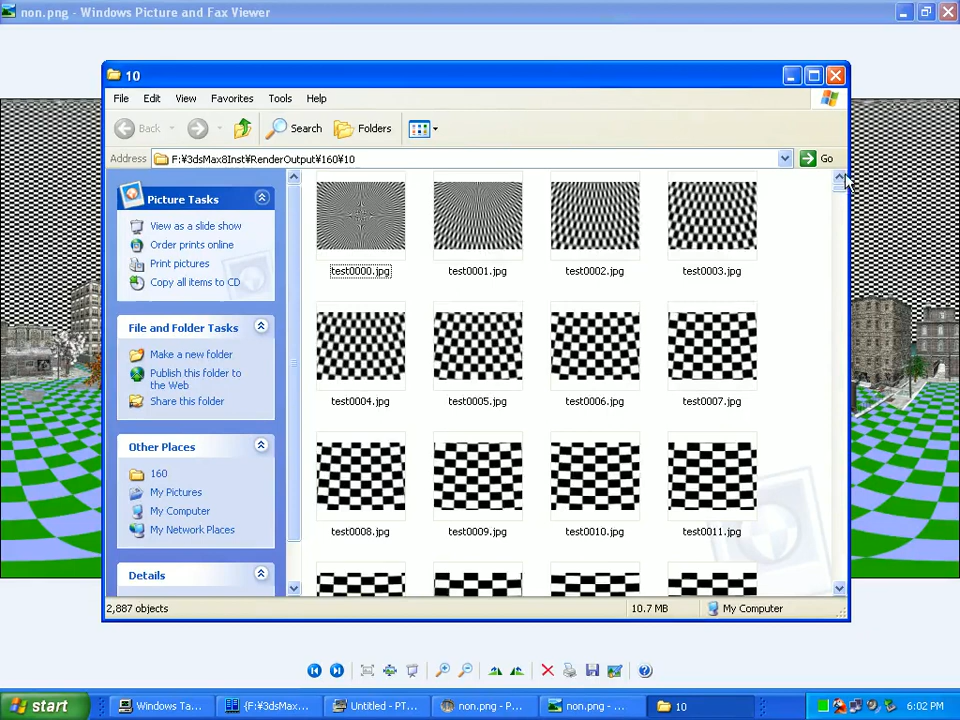 non.png - Windows Picture and Fax Viewer
10
File Edit View Favorites Tools Help
Back Search Folders
Address F:¥3dsMax8Inst¥RenderOutput¥160¥10 Go
Picture Tasks
View as a slide show
Order prints online
Print pictures
Copy all items to CD
File and Folder Tasks
Make a new folder
Publish this folder to
the Web
Share this folder
Other Places
160
My Pictures
My Computer
My Network Places
Details
test0000.jpg test0001.jpg test0002.jpg test0003.jpg
test0004.jpg test0005.jpg test0006.jpg test0007.jpg
test0008.jpg test0009.jpg test0010.jpg test0011.jpg
2,887 objects 10.7 MB My Computer
start Windows Ta... {F:¥3dsMax... Untitled - PT... non.png - P... non.png - ... 10 6:02 PM